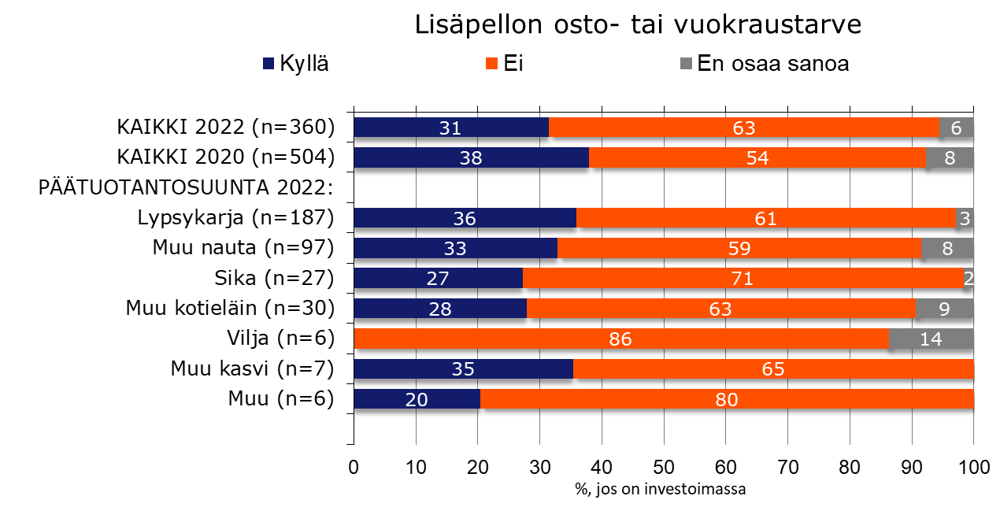 Lisäpellon osto- tai vuokraustarve
Kyllä Ei En osaa sanoa
KAIKKI 2022 (n=360) 31 63 6
KAIKKI 2020 (n=504) 38 54 8
PÄÄTUOTANTOSUUNTA 2022:
Lypsykarja (n=187) 36 61 3
Muu nauta (n=97) 33 59 8
Sika (n=27) 27 71 2
Muu kotieläin (n=30) 28 63 9
Vilja (n=6) 86 14
Muu kasvi (n=7) 35 65
Muu (n=6) 20 80
0 10 20 30 40 50 60 70 80 90 100
%, jos on investoimassa